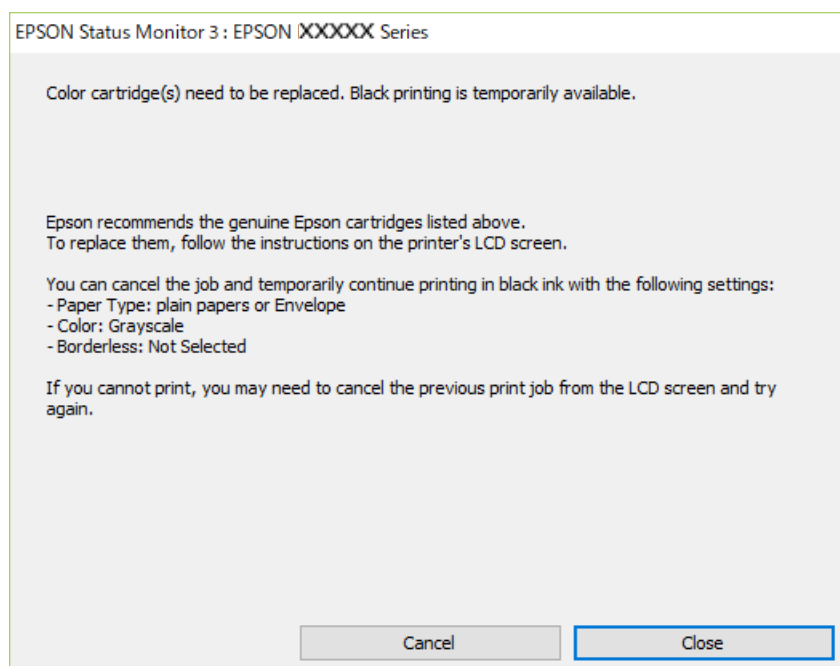 EPSON Status Monitor 3 : EPSON XXXXX Series
Color cartridge(s) need to be replaced. Black printing is temporarily available.
Epson recommends the genuine Epson cartridges listed above.
To replace them, follow the instructions on the printer's LCD screen.
You can cancel the job and temporarily continue printing in black ink with the following settings:
- Paper Type: plain papers or Envelope
- Color: Grayscale
- Borderless: Not Selected
If you cannot print, you may need to cancel the previous print job from the LCD screen and try
again.
Cancel Close